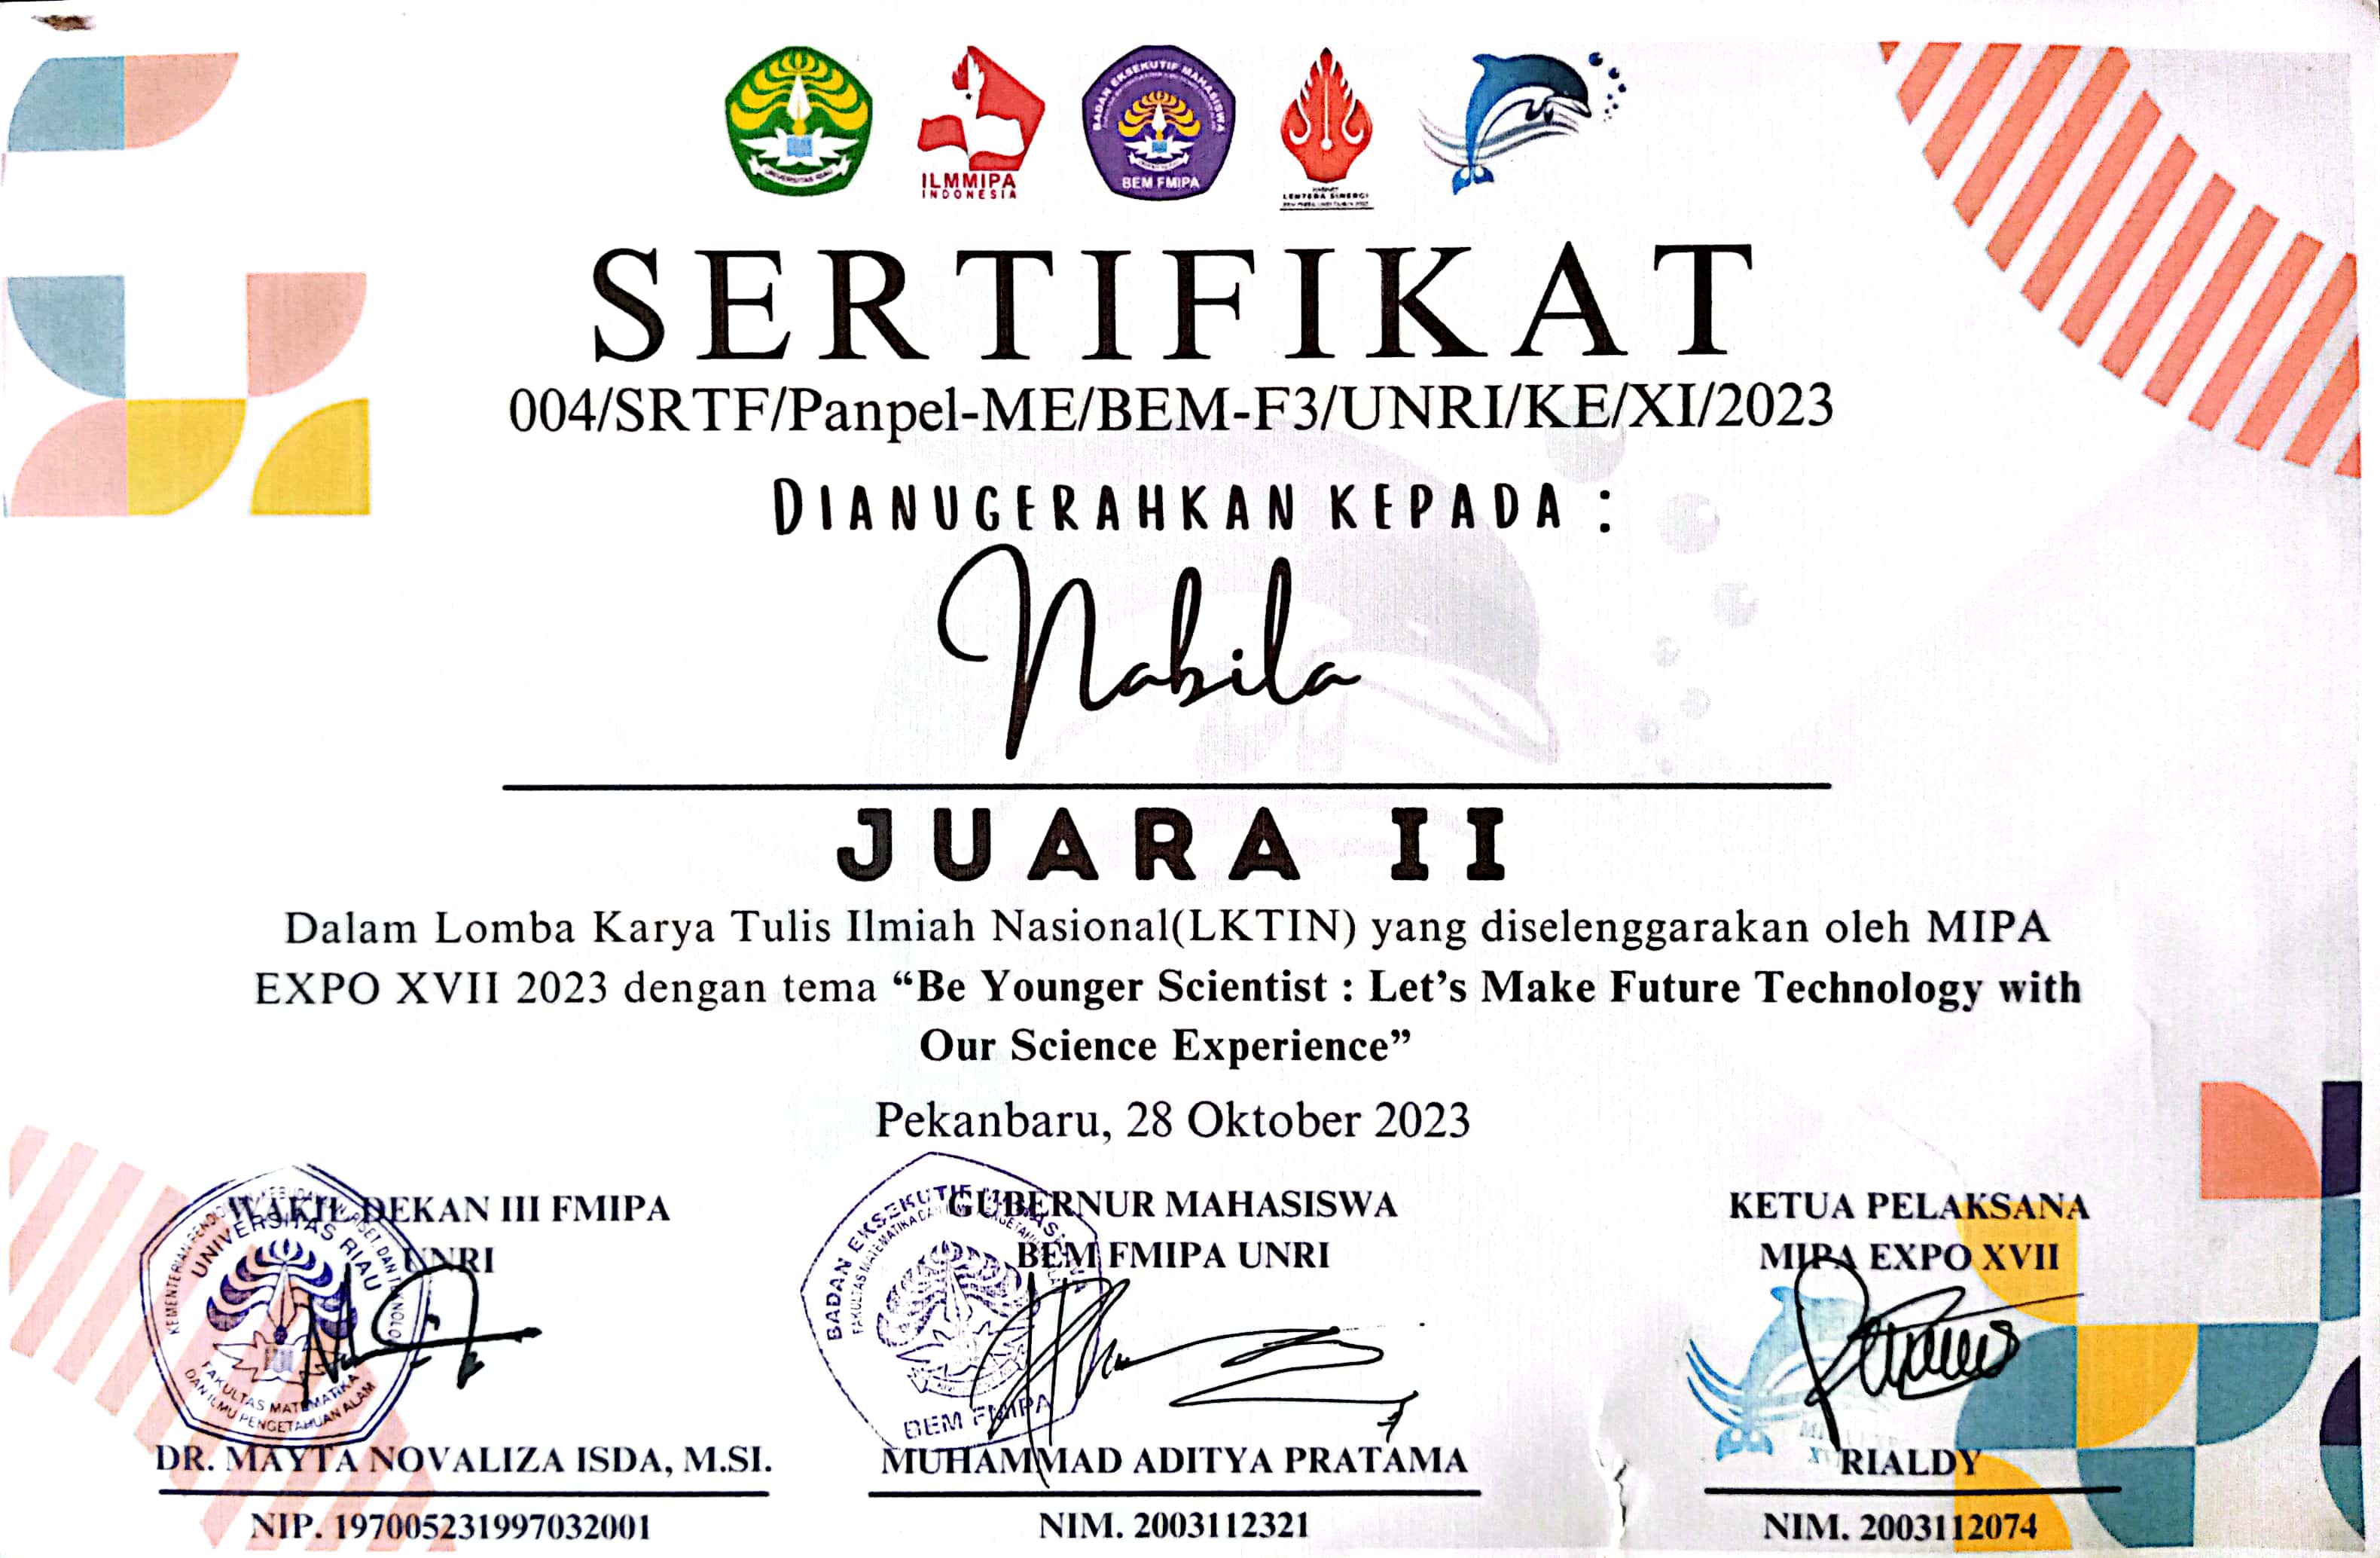 UNIVERSITAS RIAU
ILMMIPA
INDONESIA
BADAN EKSEKUTIF MAHASISWA
BEM FMIPA
KABINET
LENTERA SINERGI
SERTIFIKAT
004/SRTF/Panpel-ME/BEM-F3/UNRI/KE/XI/2023
DIANUGERAHKAN KEPADA :
Nabila
JUARA II
Dalam Lomba Karya Tulis Ilmiah Nasional(LKTIN) yang diselenggarakan oleh MIPA
EXPO XVII 2023 dengan tema “Be Younger Scientist : Let’s Make Future Technology with
Our Science Experience”
Pekanbaru, 28 Oktober 2023
WAKIL DEKAN III FMIPA
UNRI
UNIVERSITAS RIAU
FAKULTAS MATEMATIKA
DAN ILMU PENGETAHUAN ALAM
DR. MAYTA NOVALIZA ISDA, M.SI.
NIP. 197005231997032001
GUBERNUR MAHASISWA
BEM FMIPA UNRI
BADAN EKSEKUTIF MAHASISWA
BEM FMIPA
MUHAMMAD ADITYA PRATAMA
NIM. 2003112321
KETUA PELAKSANA
MIPA EXPO XVII
RIALDY
NIM. 2003112074